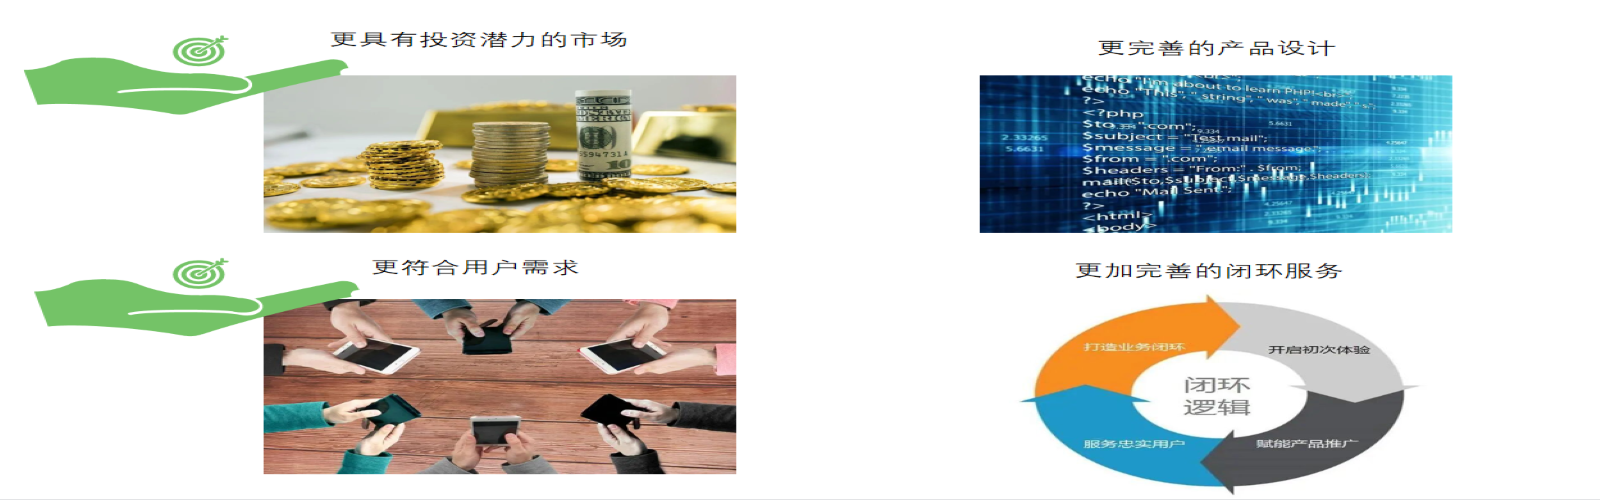 更具有投资潜力的市场
更完善的产品设计
echo "I'm about to learn PHP!<br>";
echo "This", " string", " was", " made", " s";
?>
<?php
$to = ".com";
9.334
5.6631
2.33265
$subject = "Test mail";
5.6631
$message = "email message.";
$from = ".com";
$headers = "From:" . $from;
mail($to,$subject,$message,$headers);
echo "Mail Sent";
?>
<html>
<body>
更符合用户需求
更加完善的闭环服务
打造业务闭环
开启初次体验
闭环
逻辑
服务忠实用户
赋能产品推广